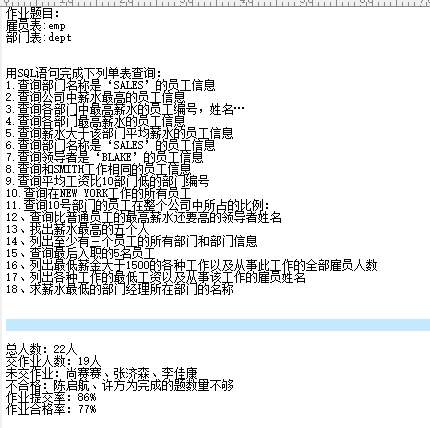 作业题目：
雇员表:emp
部门表:dept
用SQL语句完成下列单表查询：
1.查询部门名称是‘SALES’的员工信息
2.查询公司中薪水最高的员工信息
3.查询各部门中最高薪水的员工编号，姓名…
4.查询各部门最高薪水的员工信息
5.查询薪水大于该部门平均薪水的员工信息
6.查询部门名称是‘SALES’的员工信息
7.查询领导者是‘BLAKE’的员工信息
8.查询和SMITH工作相同的员工信息
9.查询平均工资比10部门低的部门编号
10.查询在NEW YORK工作的所有员工
11.查询10号部门的员工在整个公司中所占的比例：
12、查询比普通员工的最高薪水还要高的领导者姓名
13、找出薪水最高的五个人
14、列出至少有三个员工的所有部门和部门信息
15、查询最后入职的5名员工
16、列出最低薪金大于1500的各种工作以及从事此工作的全部雇员人数
17、列出各种工作的最低工资以及从事该工作的雇员姓名
18、求薪水最低的部门经理所在部门的名称
总人数：22人
交作业人数：19人
未交作业：尚赛赛、张济森、李佳康
不合格：陈启航、许方为完成的题数量不够
作业提交率：86%
作业合格率：77%